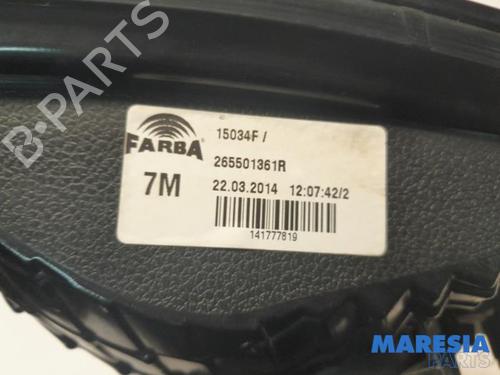 B-PARTS
FARBA
15034F /
265501361R
7M
22.03.2014 12:07:42/2
141777819
MARESIA
PARTS